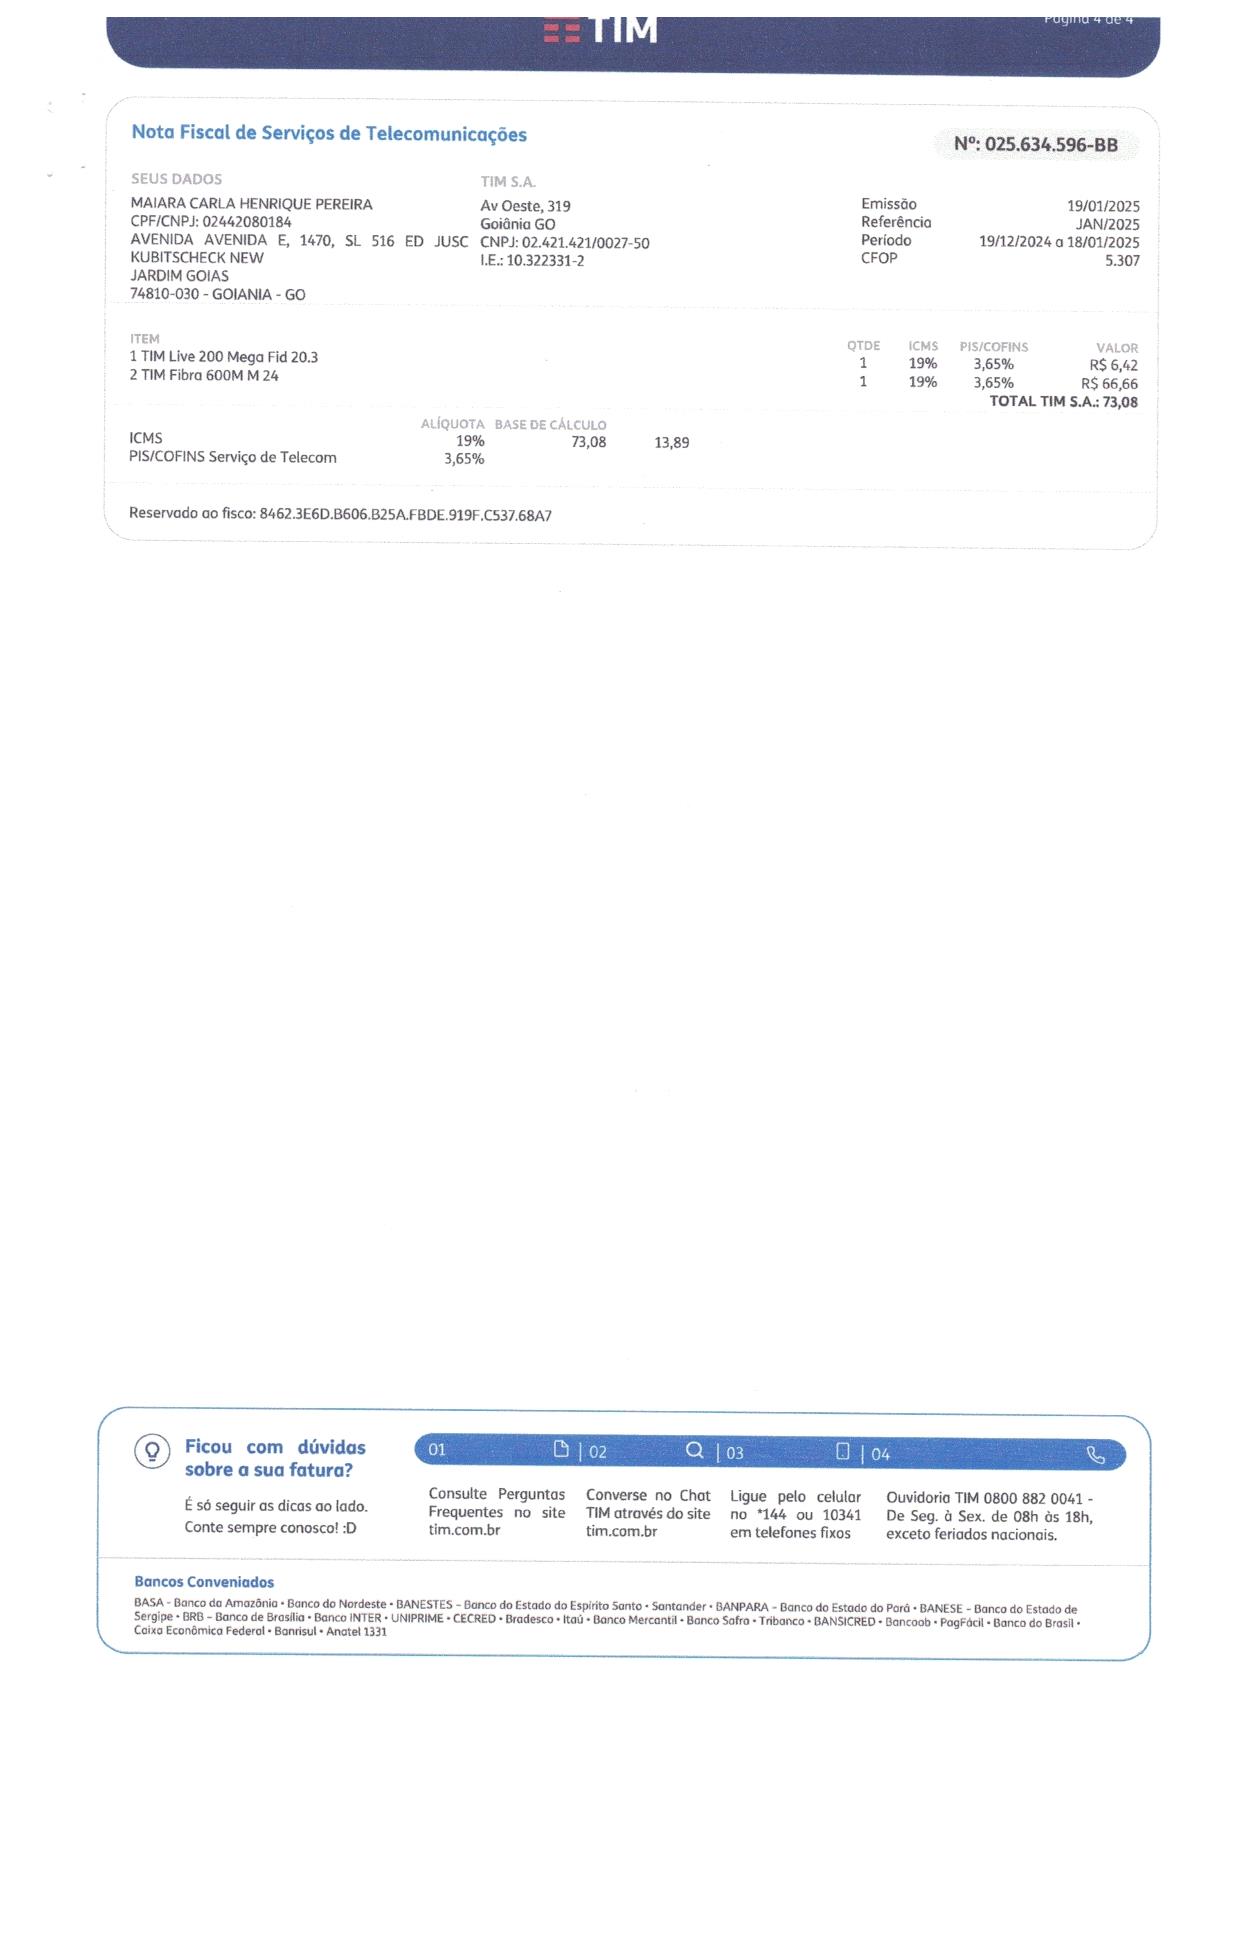 TIM
Página 4 de 4
Nota Fiscal de Serviços de Telecomunicações
Nº: 025.634.596-BB
SEUS DADOS
MAIARA CARLA HENRIQUE PEREIRA
CPF/CNPJ: 02442080184
AVENIDA AVENIDA E, 1470, SL 516 ED JUSC
KUBITSCHECK NEW
JARDIM GOIAS
74810-030 - GOIANIA - GO
TIM S.A.
Av Oeste, 319
Goiânia GO
CNPJ: 02.421.421/0027-50
I.E.: 10.322331-2
Emissão 19/01/2025
Referência JAN/2025
Período 19/12/2024 a 18/01/2025
CFOP 5.307
ITEM QTDE ICMS PIS/COFINS VALOR
1 TIM Live 200 Mega Fid 20.3 1 19% 3,65% R$ 6,42
2 TIM Fibra 600M M 24 1 19% 3,65% R$ 66,66
TOTAL TIM S.A.: 73,08
ALÍQUOTA BASE DE CÁLCULO
ICMS 19% 73,08 13,89
PIS/COFINS Serviço de Telecom 3,65%
Reservado ao fisco: 8462.3E6D.B606.B25A.FBDE.919F.C537.68A7
Ficou com dúvidas
sobre a sua fatura?
É só seguir as dicas ao lado.
Conte sempre conosco! :D
01 | 02 | 03 | 04
Consulte Perguntas
Frequentes no site
tim.com.br
Converse no Chat
TIM através do site
tim.com.br
Ligue pelo celular
no *144 ou 10341
em telefones fixos
Ouvidoria TIM 0800 882 0041 -
De Seg. à Sex. de 08h às 18h,
exceto feriados nacionais.
Bancos Conveniados
BASA - Banco da Amazônia • Banco do Nordeste • BANESTES - Banco do Estado do Espírito Santo • Santander • BANPARA - Banco do Estado do Pará • BANESE - Banco do Estado de
Sergipe • BRB - Banco de Brasília • Banco INTER • UNIPRIME • CECRED • Bradesco • Itaú • Banco Mercantil • Banco Safra • Tribanco • BANSICRED • Bancoob • PagFácil • Banco do Brasil •
Caixa Econômica Federal • Banrisul • Anatel 1331